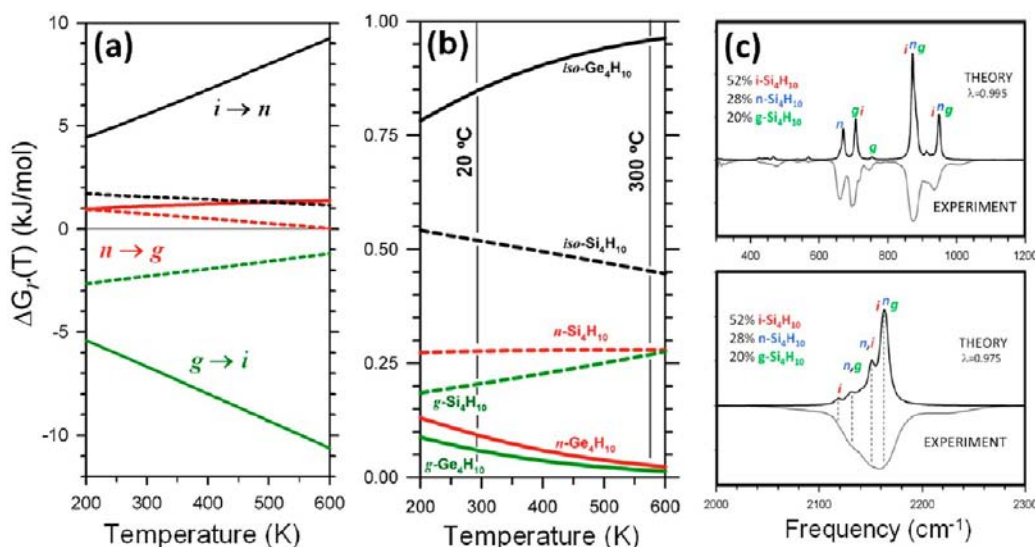 (a)
ΔGᵣ(T) (kJ/mol)
10
5
0
-5
-10
i → n
n → g
g → i
200 300 400 500 600
Temperature (K)
(b)
1.00
0.75
0.50
0.25
0.00
20 ºC
300 ºC
iso-Ge₄H₁₀
iso-Si₄H₁₀
n-Si₄H₁₀
g-Si₄H₁₀
n-Ge₄H₁₀
g-Ge₄H₁₀
200 300 400 500 600
Temperature (K)
(c)
52% i-Si₄H₁₀
28% n-Si₄H₁₀
20% g-Si₄H₁₀
n
g i
g
i n g
i n g
THEORY
λ=0.995
EXPERIMENT
400 600 800 1000 1200
52% i-Si₄H₁₀
28% n-Si₄H₁₀
20% g-Si₄H₁₀
i
n,g
n,i
i n g
THEORY
λ=0.975
EXPERIMENT
2000 2100 2200 2300
Frequency (cm⁻¹)